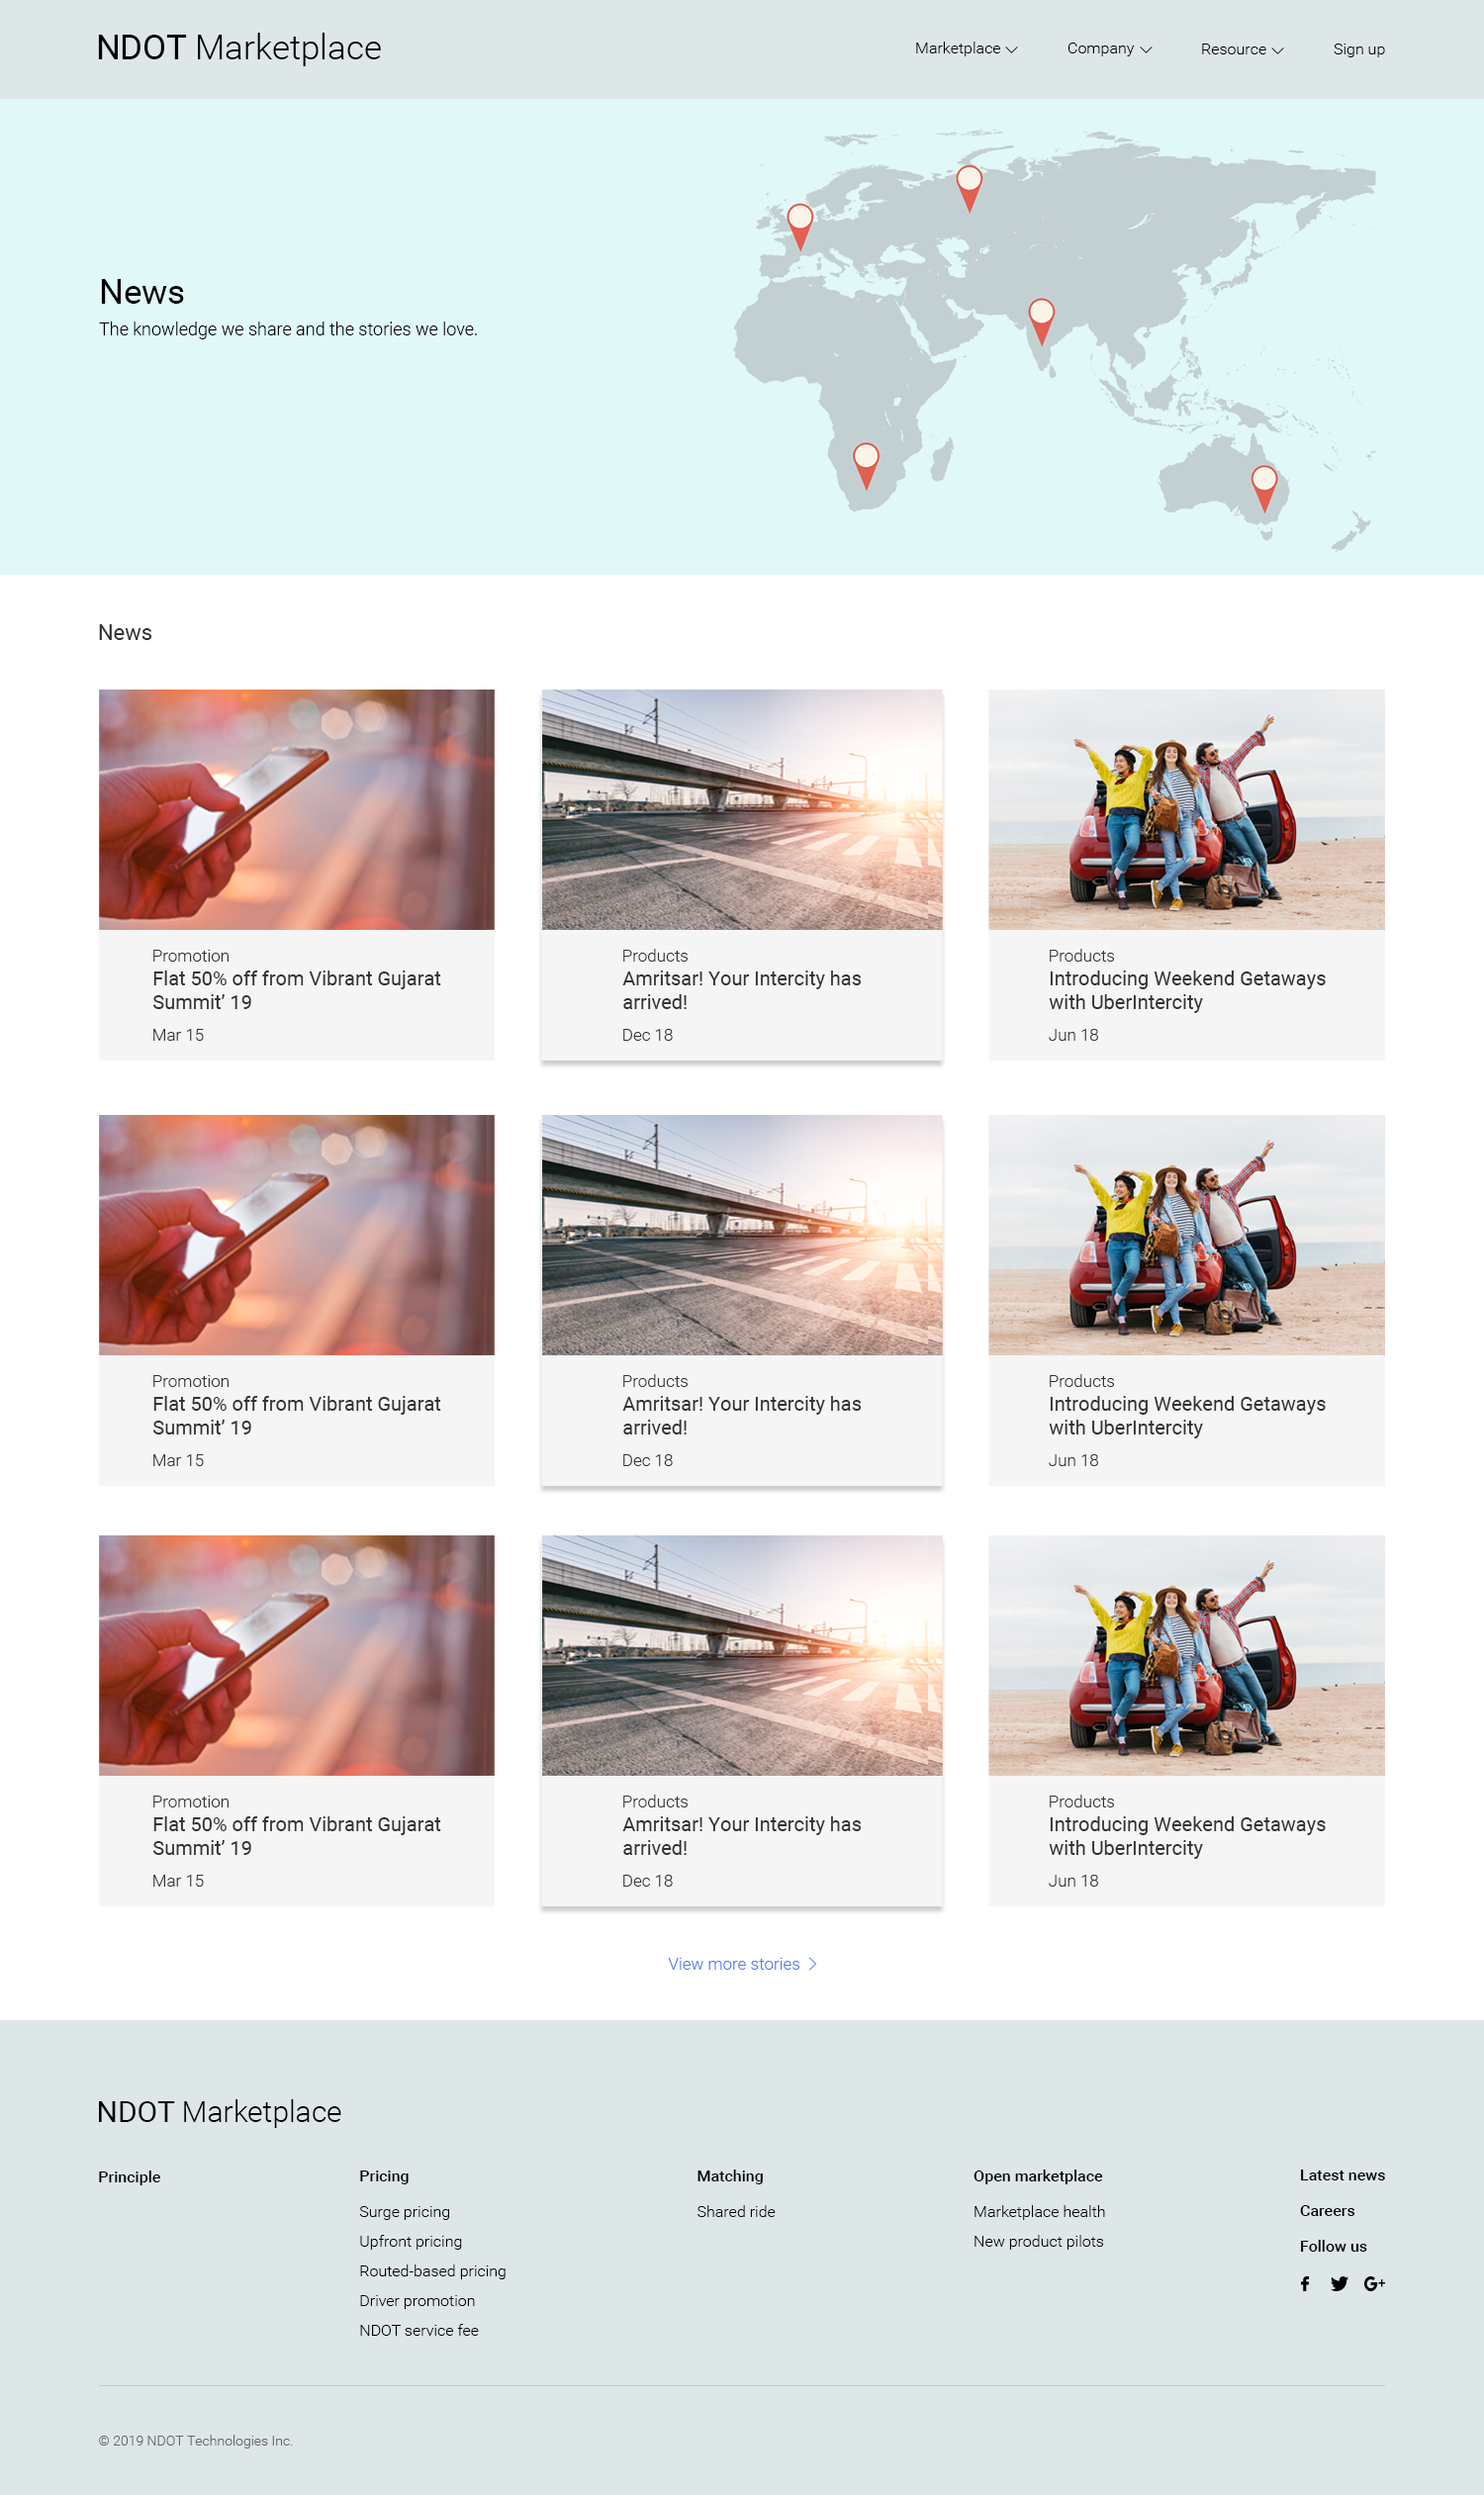 NDOT Marketplace
Marketplace
Company
Resource
Sign up
News
The knowledge we share and the stories we love.
News
Promotion
Flat 50% off from Vibrant Gujarat
Summit’ 19
Mar 15
Products
Amritsar! Your Intercity has
arrived!
Dec 18
Products
Introducing Weekend Getaways
with UberIntercity
Jun 18
Promotion
Flat 50% off from Vibrant Gujarat
Summit’ 19
Mar 15
Products
Amritsar! Your Intercity has
arrived!
Dec 18
Products
Introducing Weekend Getaways
with UberIntercity
Jun 18
Promotion
Flat 50% off from Vibrant Gujarat
Summit’ 19
Mar 15
Products
Amritsar! Your Intercity has
arrived!
Dec 18
Products
Introducing Weekend Getaways
with UberIntercity
Jun 18
View more stories
NDOT Marketplace
Principle
Pricing
Surge pricing
Upfront pricing
Routed-based pricing
Driver promotion
NDOT service fee
Matching
Shared ride
Open marketplace
Marketplace health
New product pilots
Latest news
Careers
Follow us
© 2019 NDOT Technologies Inc.